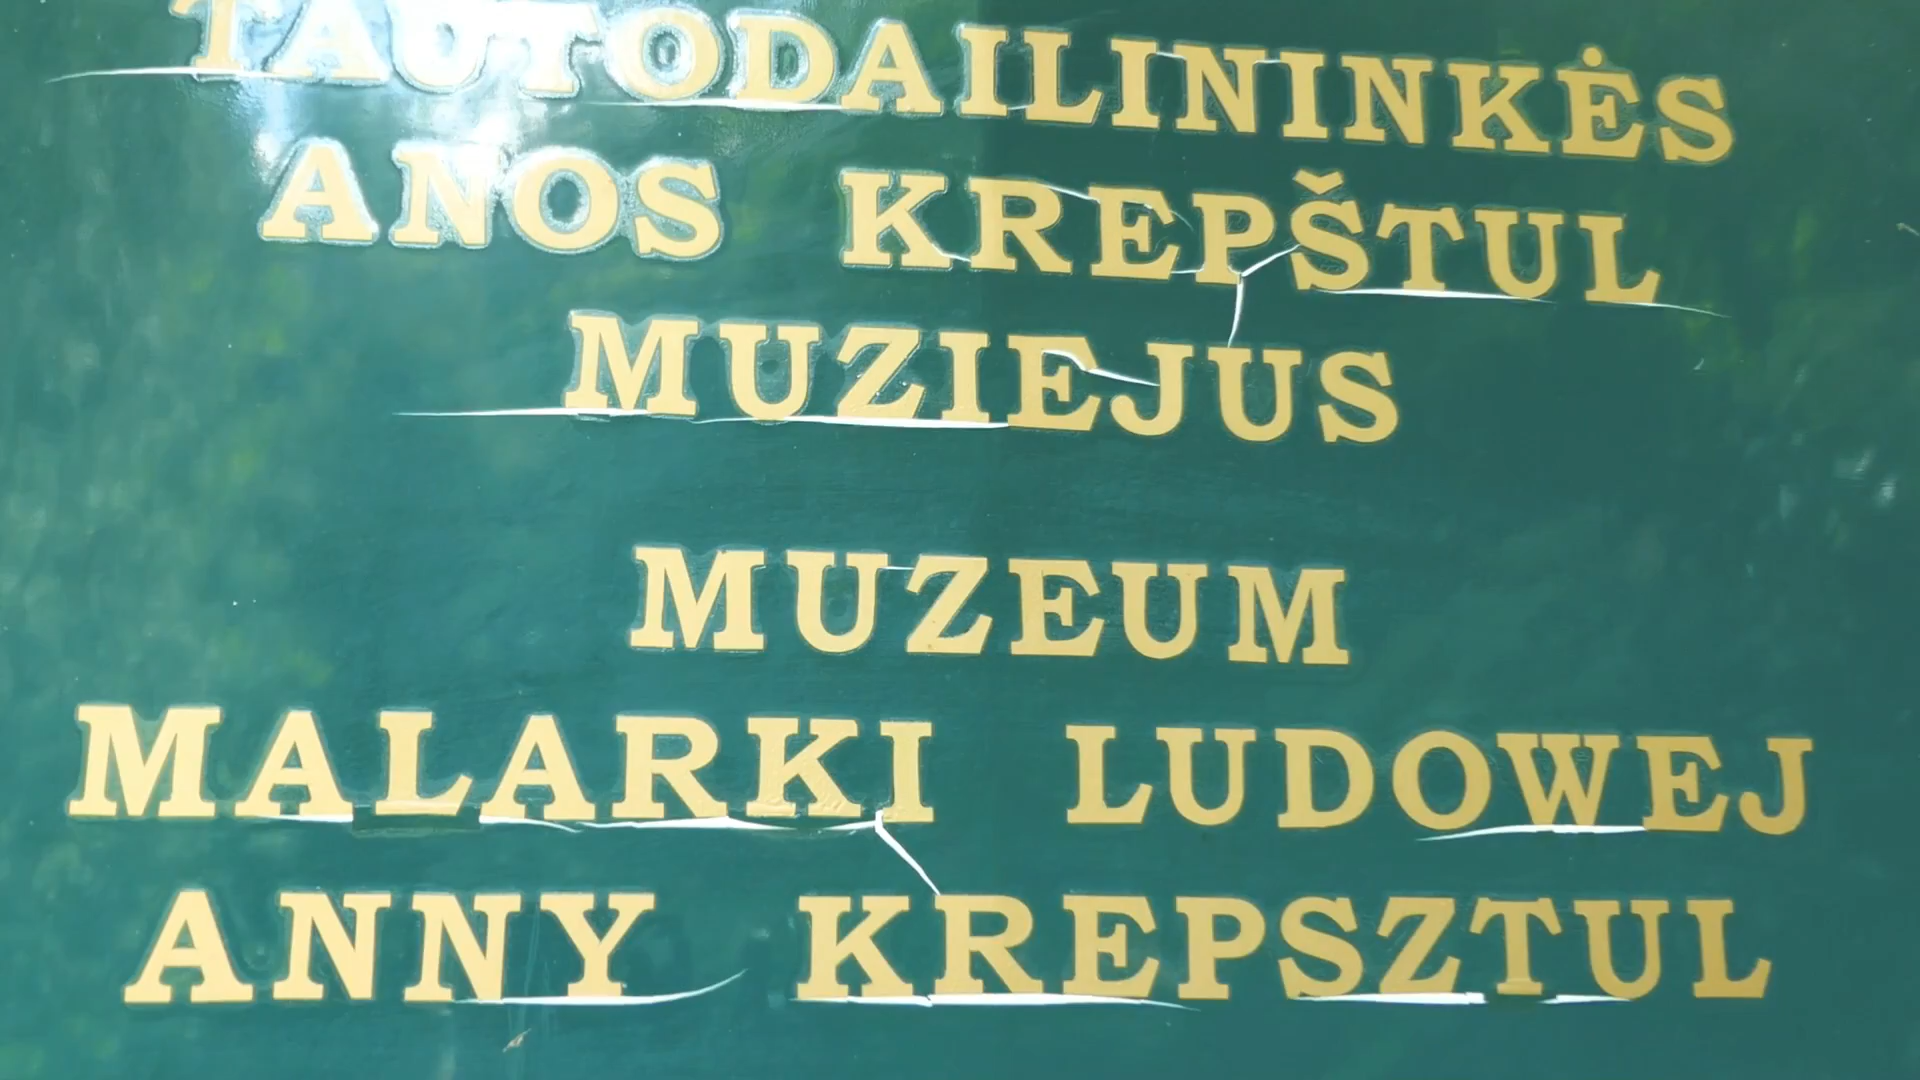 TAUTODAILININKĖS
ANOS KREPŠTUL
MUZIEJUS
MUZEUM
MALARKI LUDOWEJ
ANNY KREPSZTUL